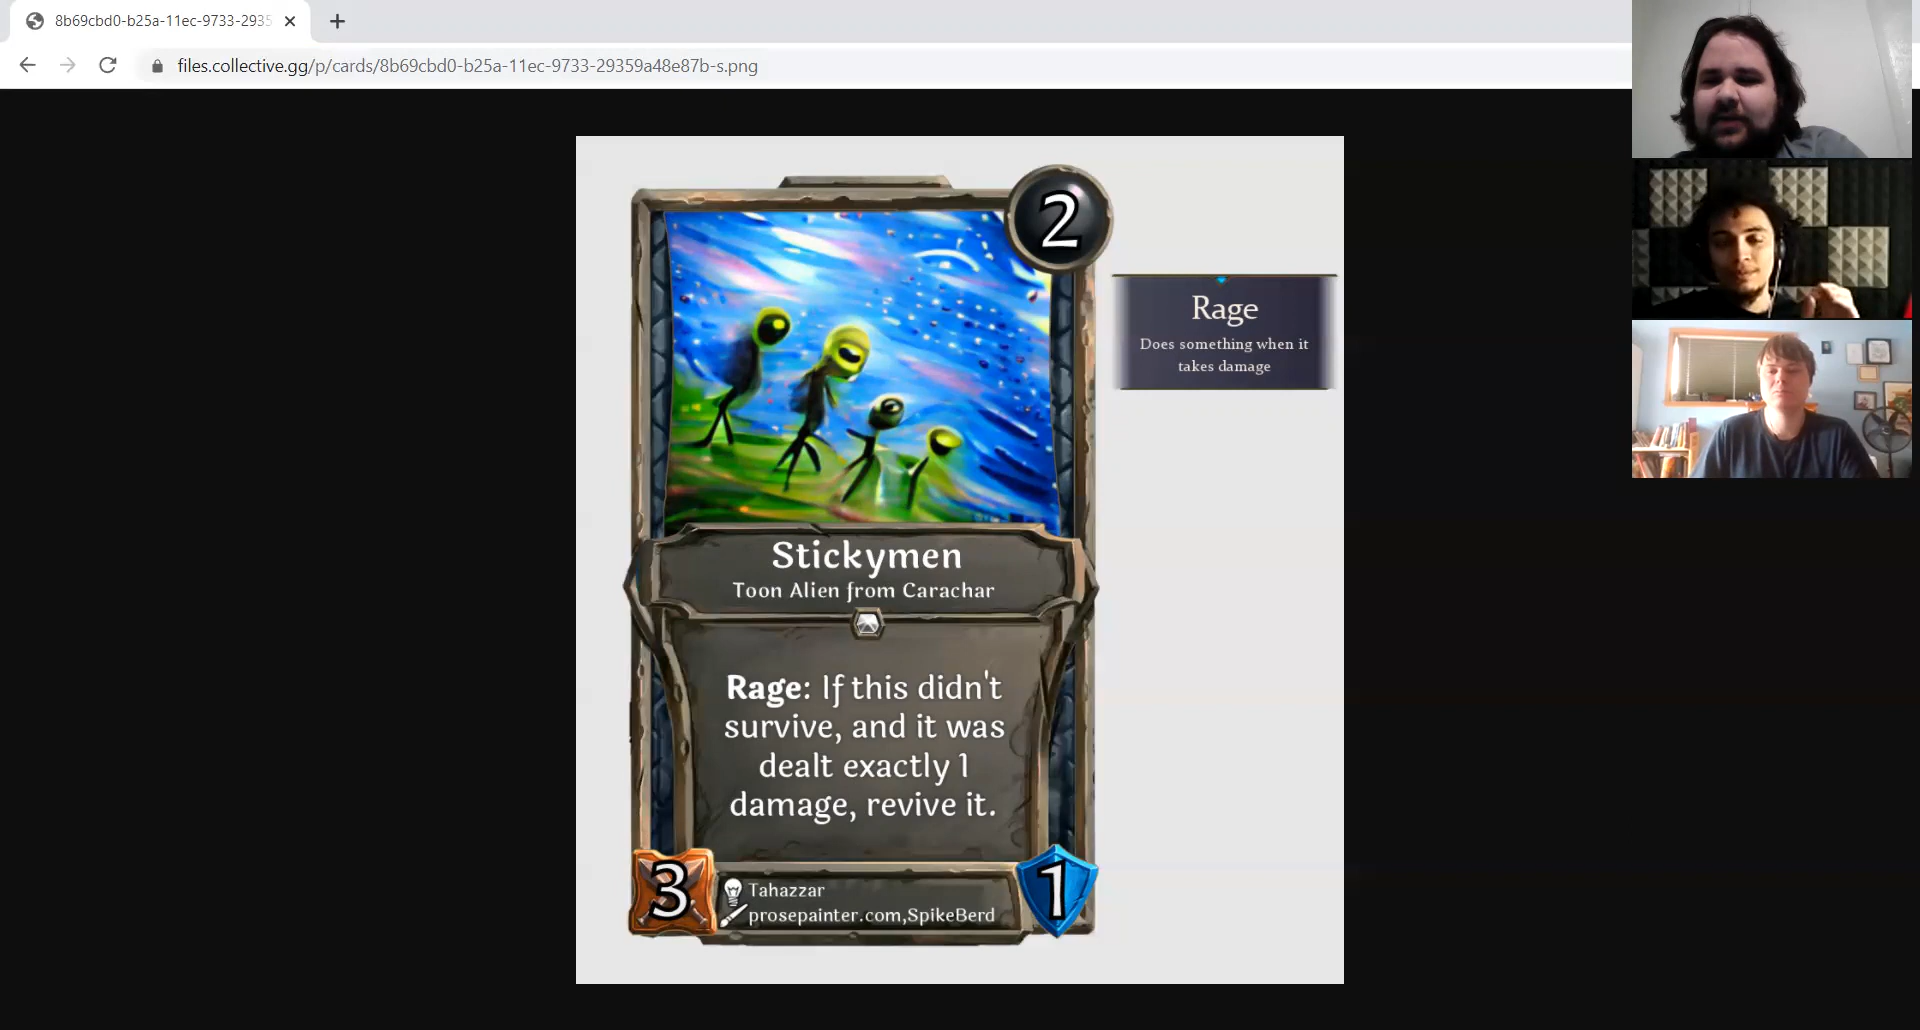 8b69cbd0-b25a-11ec-9733-2935
files.collective.gg/p/cards/8b69cbd0-b25a-11ec-9733-29359a48e87b-s.png
2
Rage
Does something when it
takes damage
Stickymen
Toon Alien from Carachar
Rage: If this didn't
survive, and it was
dealt exactly 1
damage, revive it.
3
Tahazzar
prosepainter.com,SpikeBerd
1